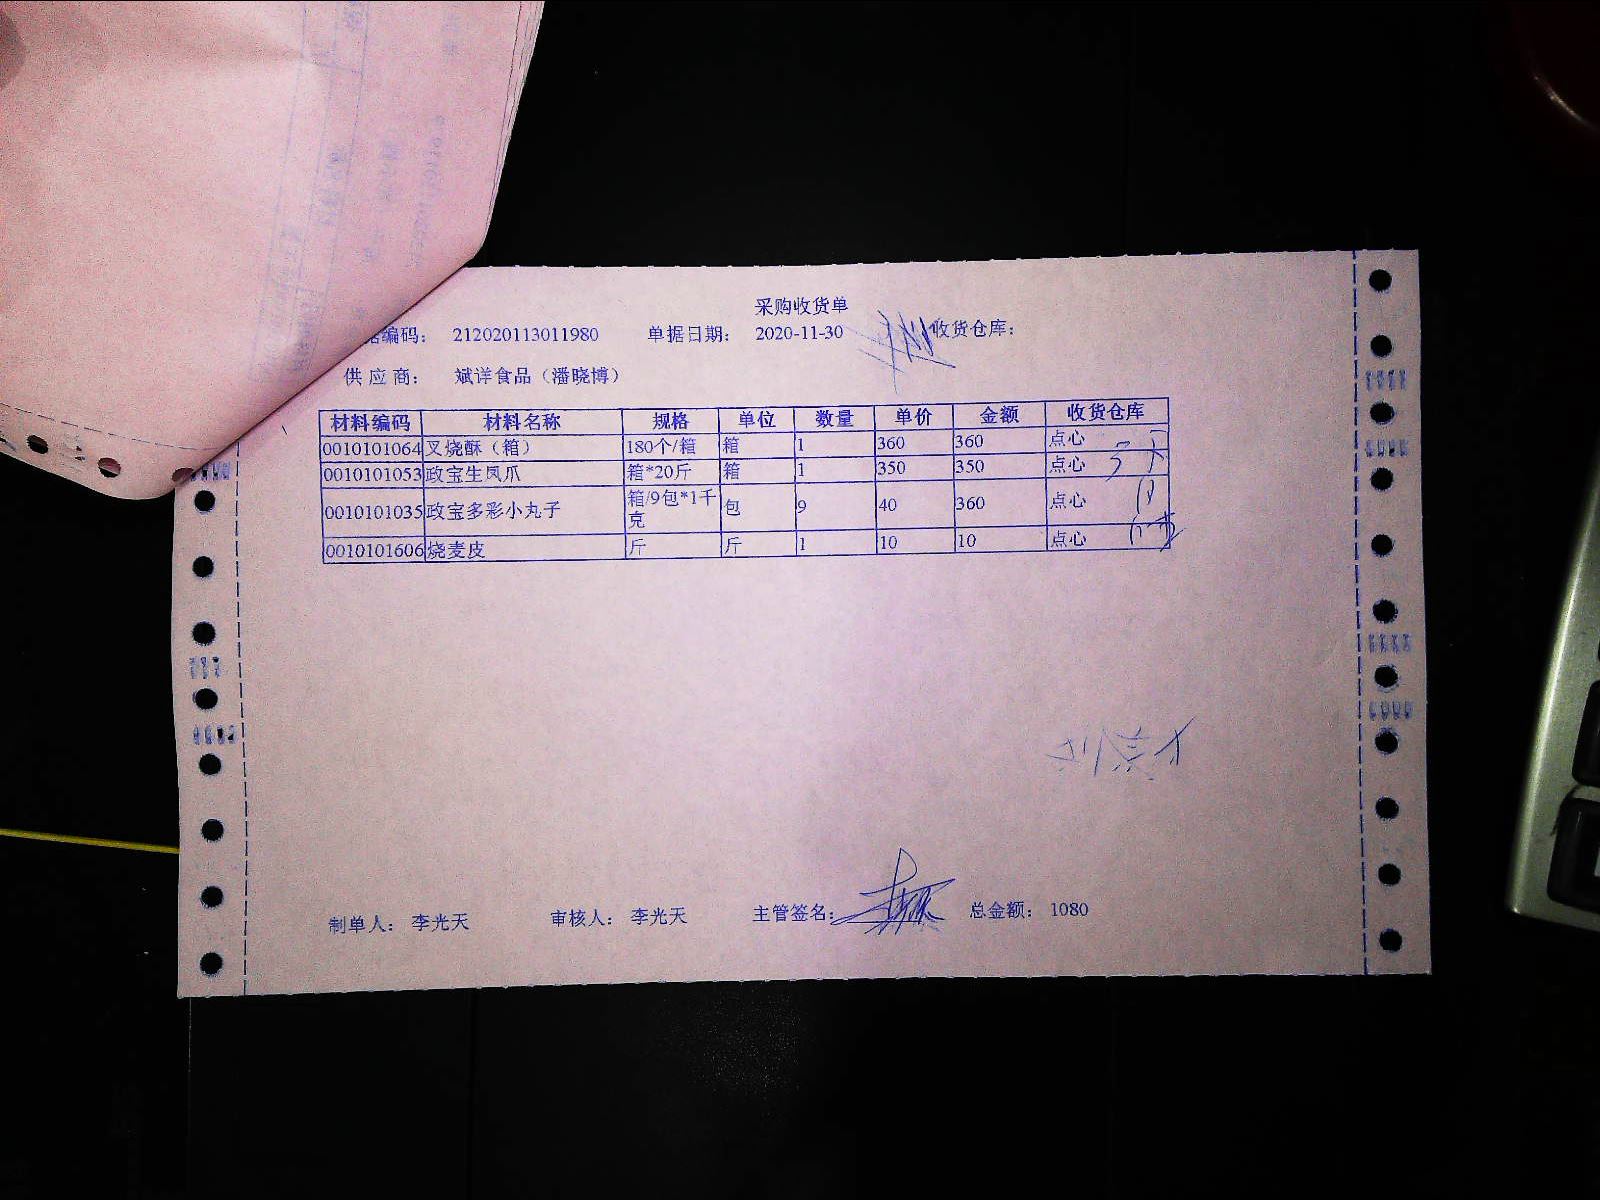 采购收货单
据编码： 212020113011980 单据日期： 2020-11-30 收货仓库：
供应商： 斌洋食品（潘晓博）
材料编码 材料名称 规格 单位 数量 单价 金额 收货仓库
0010101064 叉烧酥（箱） 180个/箱 箱 1 360 360 点心
0010101053 政宝生凤爪 箱*20斤 箱 1 350 350 点心
0010101035 政宝多彩小丸子 箱/9包*1千克 包 9 40 360 点心
0010101606 烧麦皮 斤 斤 1 10 10 点心
制单人： 李光天 审核人： 李光天 主管签名： 总金额： 1080